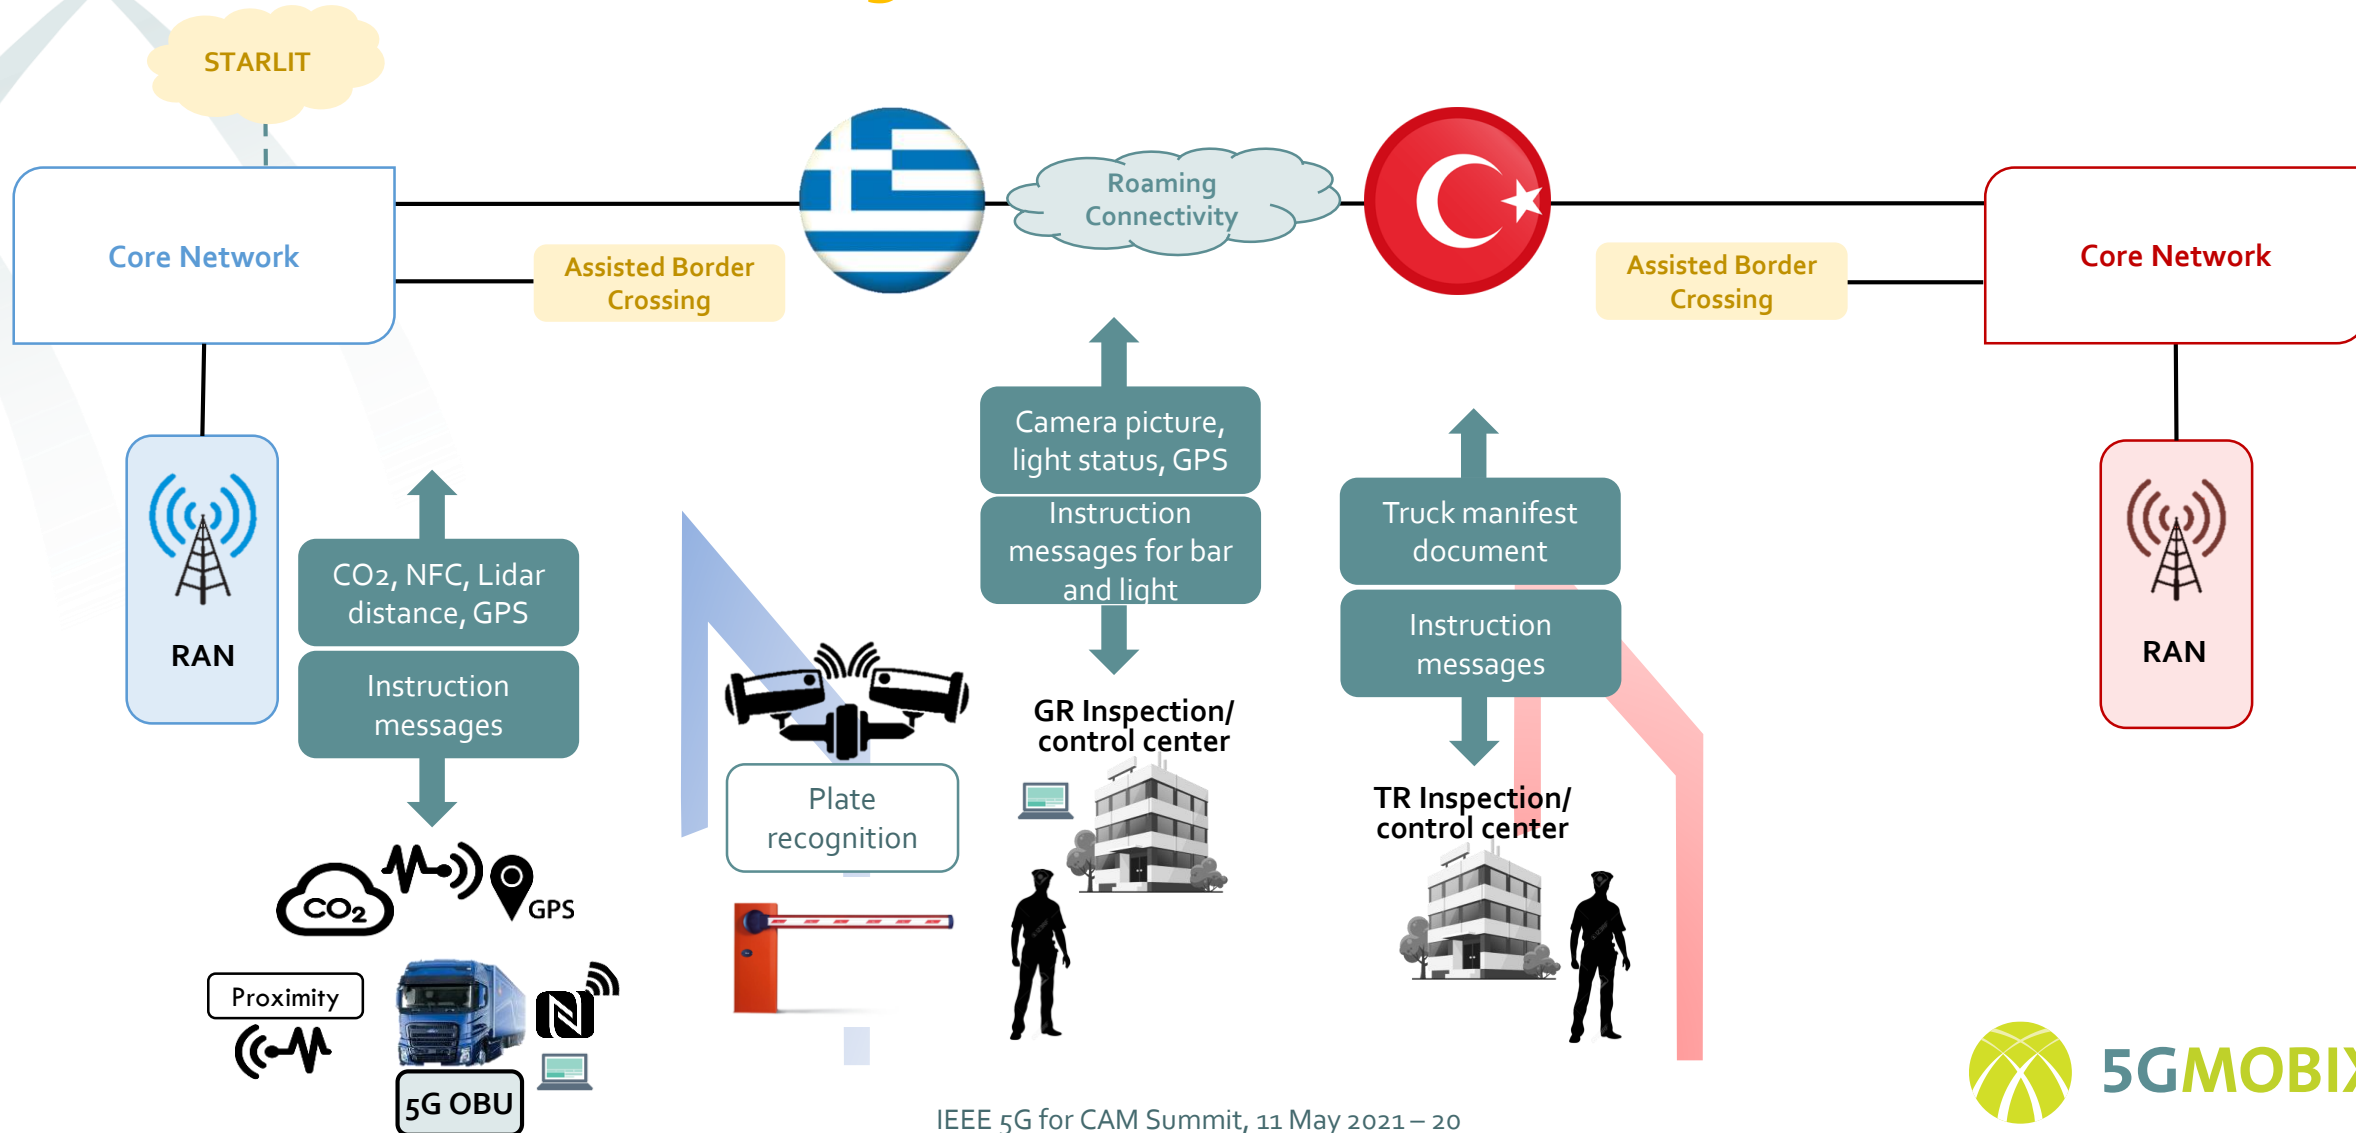 STARLIT
Roaming
Connectivity
Core Network
Assisted Border
Crossing
Assisted Border
Crossing
Core Network
Camera picture,
light status, GPS
Instruction
messages for bar
and light
Truck manifest
document
Instruction
messages
CO2, NFC, Lidar
distance, GPS
Instruction
messages
RAN
RAN
GR Inspection/
control center
TR Inspection/
control center
Plate
recognition
CO2
GPS
Proximity
N
5G OBU
5GMOBIX
IEEE 5G for CAM Summit, 11 May 2021 – 20